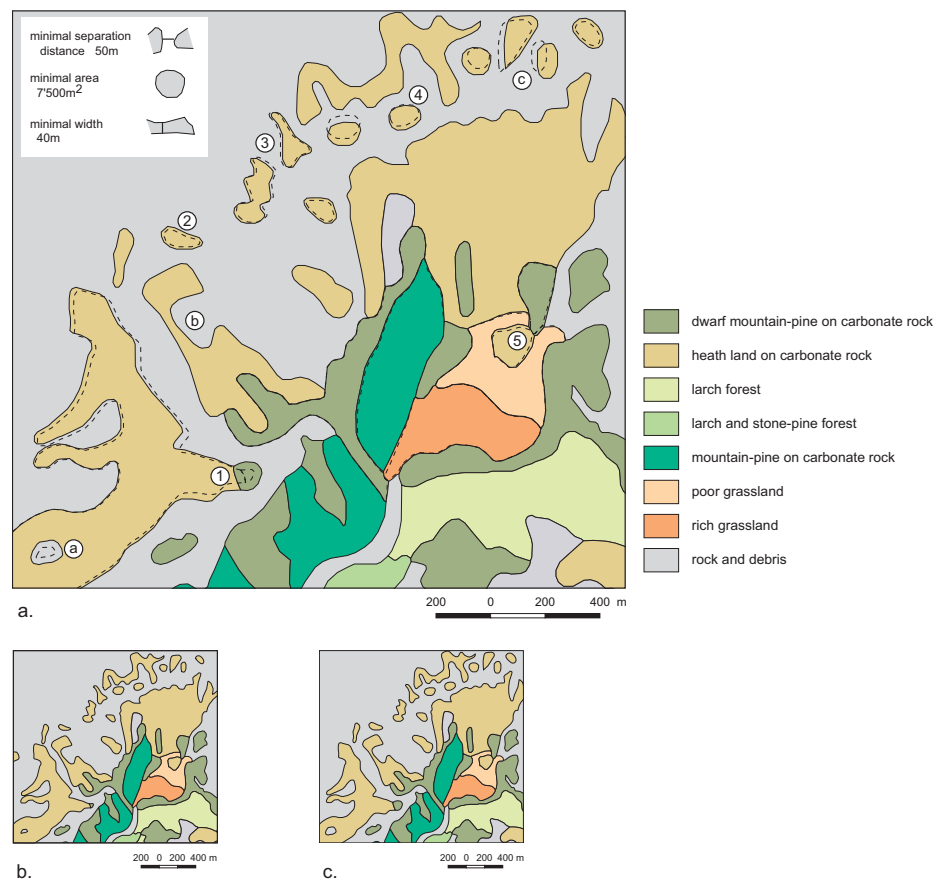 minimal separation
distance 50m
minimal area
7'500m2
minimal width
40m
c
4
3
2
b
5
1
a
dwarf mountain-pine on carbonate rock
heath land on carbonate rock
larch forest
larch and stone-pine forest
mountain-pine on carbonate rock
poor grassland
rich grassland
rock and debris
a.
200 0 200 400 m
200 0 200 400 m
b.
200 0 200 400 m
c.